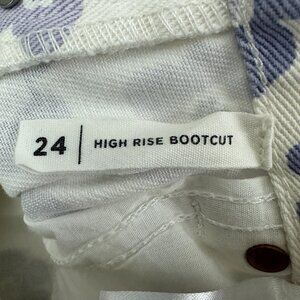 24 | HIGH RISE BOOTCUT